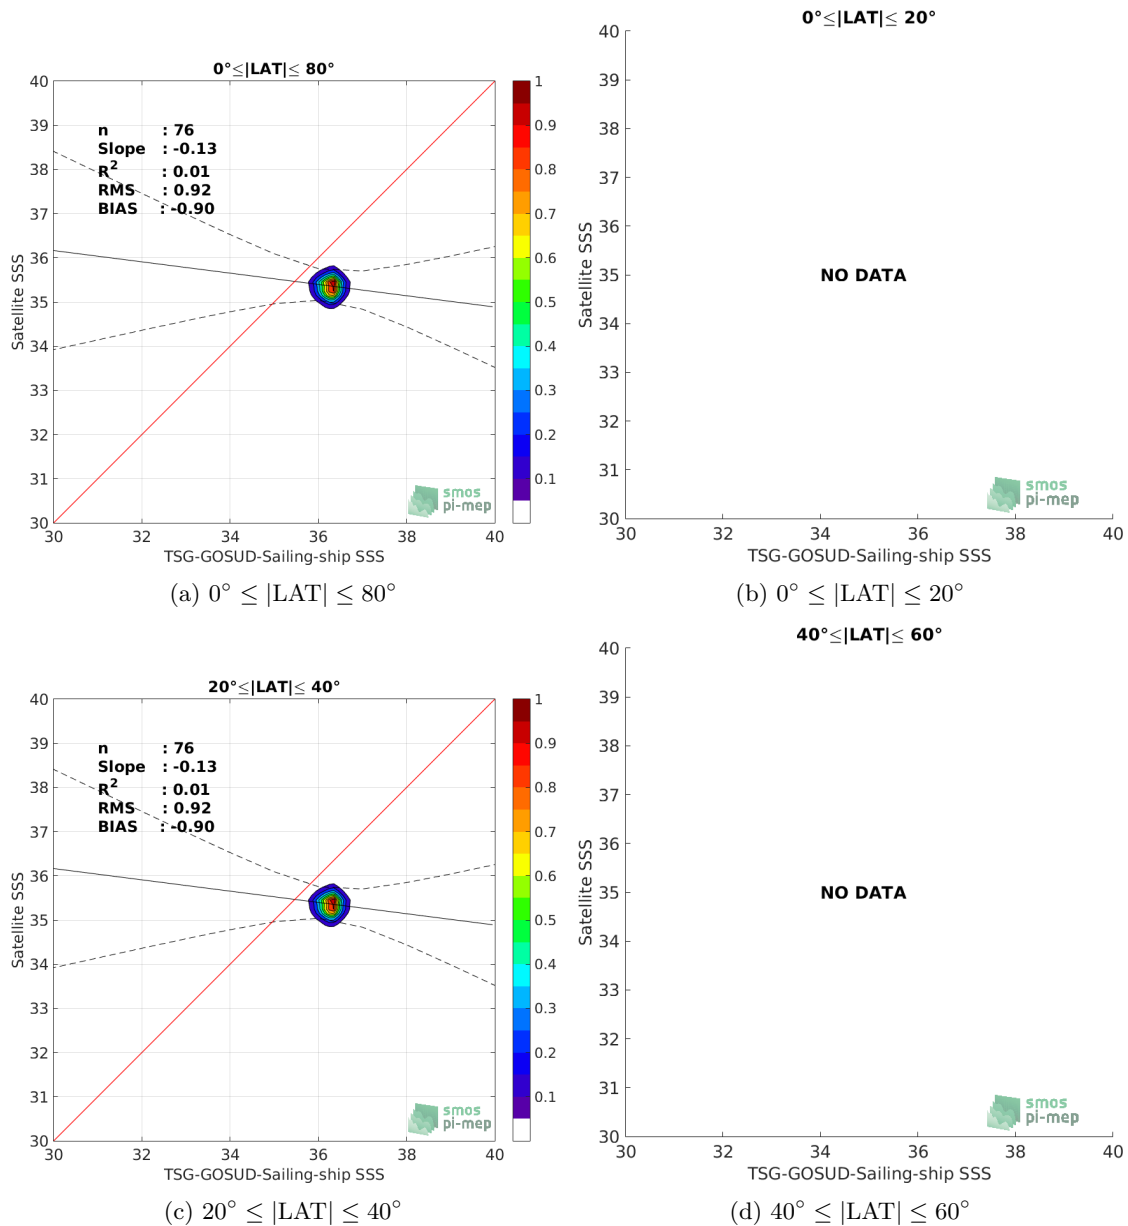 0°≤|LAT|≤ 80°
40
39
38
37
36
35
34
33
32
31
30
30
32
34
36
38
40
n : 76
Slope : -0.13
R² : 0.01
RMS : 0.92
BIAS : -0.90
Satellite SSS
TSG-GOSUD-Sailing-ship SSS
smos
pi-mep
1
0.9
0.8
0.7
0.6
0.5
0.4
0.3
0.2
0.1
(a) 0° ≤ |LAT| ≤ 80°
0°≤|LAT|≤ 20°
40
39
38
37
36
35
34
33
32
31
30
30
32
34
36
38
40
Satellite SSS
NO DATA
smos
pi-mep
TSG-GOSUD-Sailing-ship SSS
(b) 0° ≤ |LAT| ≤ 20°
20°≤|LAT|≤ 40°
40
39
38
37
36
35
34
33
32
31
30
30
32
34
36
38
40
n : 76
Slope : -0.13
R² : 0.01
RMS : 0.92
BIAS : -0.90
Satellite SSS
TSG-GOSUD-Sailing-ship SSS
smos
pi-mep
1
0.9
0.8
0.7
0.6
0.5
0.4
0.3
0.2
0.1
(c) 20° ≤ |LAT| ≤ 40°
40°≤|LAT|≤ 60°
40
39
38
37
36
35
34
33
32
31
30
30
32
34
36
38
40
Satellite SSS
NO DATA
smos
pi-mep
TSG-GOSUD-Sailing-ship SSS
(d) 40° ≤ |LAT| ≤ 60°